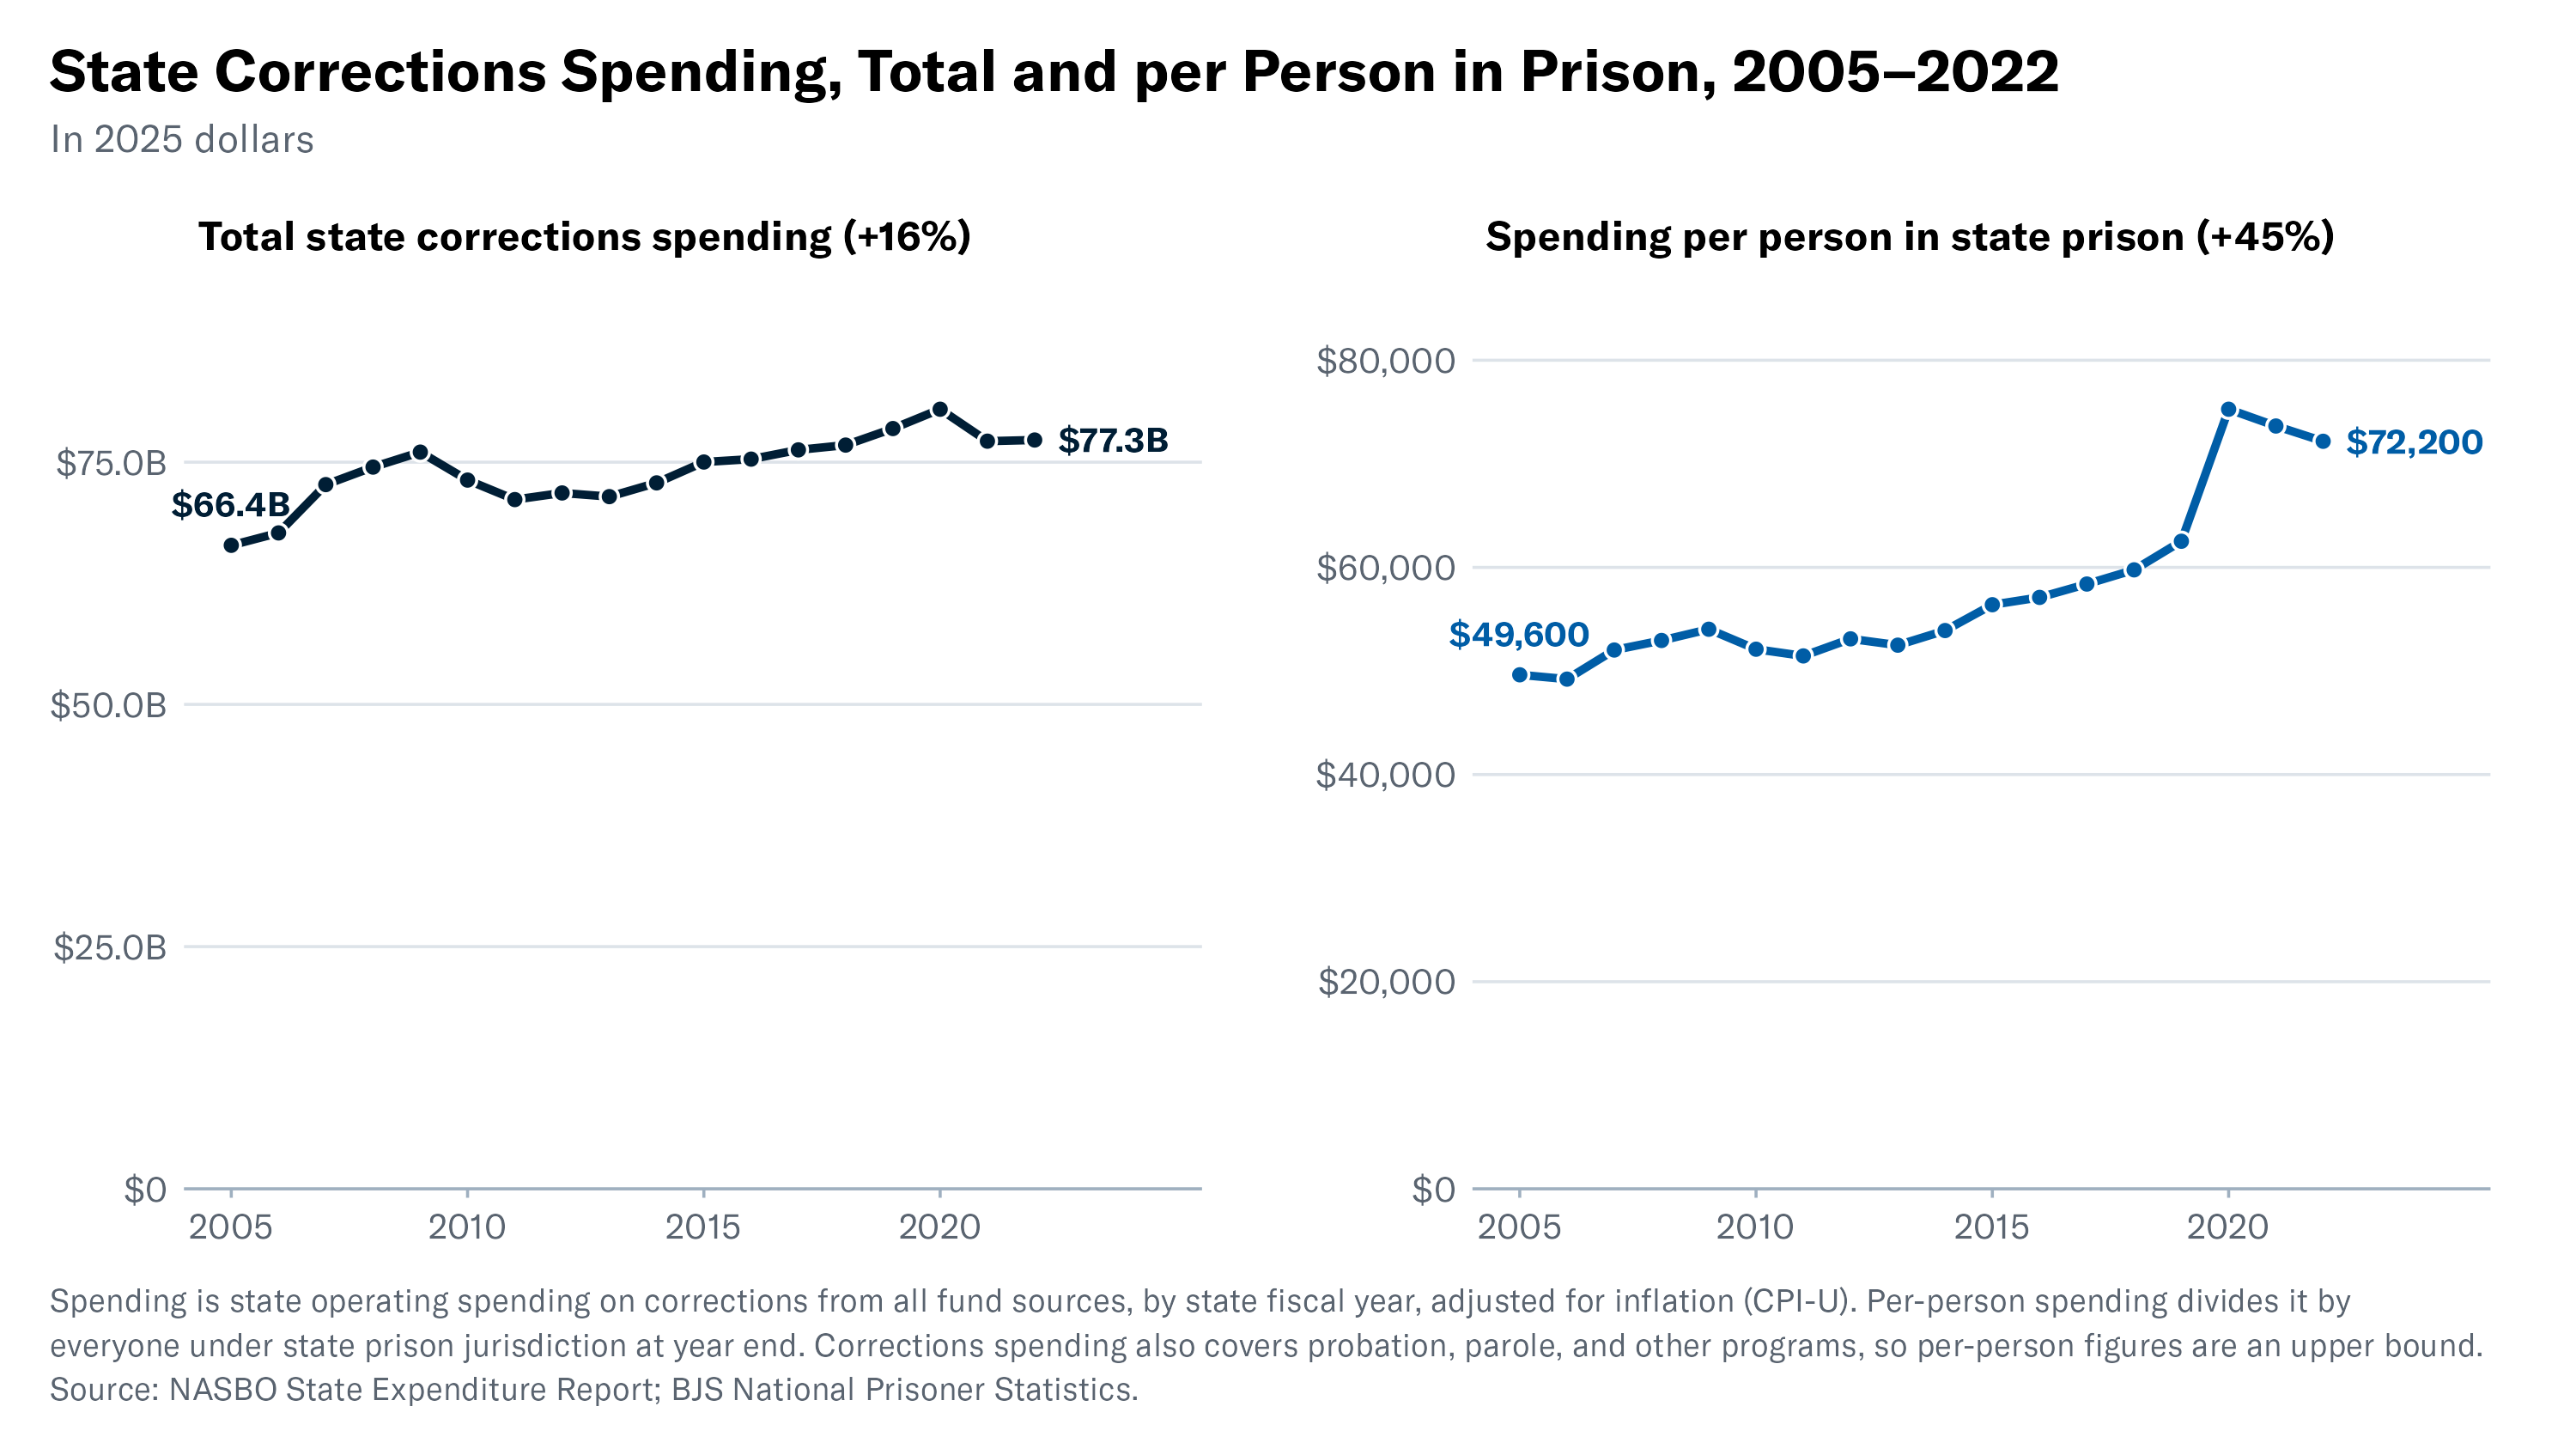 State Corrections Spending, Total and per Person in Prison, 2005–2022
In 2025 dollars
Total state corrections spending (+16%)
$75.0B
$50.0B
$25.0B
$0
$66.4B
$77.3B
2005 2010 2015 2020
Spending per person in state prison (+45%)
$80,000
$60,000
$40,000
$20,000
$0
$49,600
$72,200
2005 2010 2015 2020
Spending is state operating spending on corrections from all fund sources, by state fiscal year, adjusted for inflation (CPI-U). Per-person spending divides it by
everyone under state prison jurisdiction at year end. Corrections spending also covers probation, parole, and other programs, so per-person figures are an upper bound.
Source: NASBO State Expenditure Report; BJS National Prisoner Statistics.